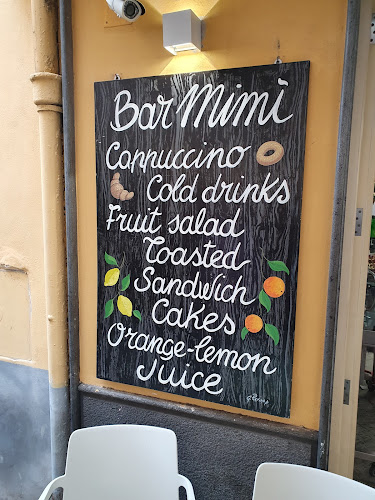 Bar Mimì
Cappuccino
Cold drinks
Fruit salad
Toasted
Sandwich
Cakes
Orange-lemon
Juice